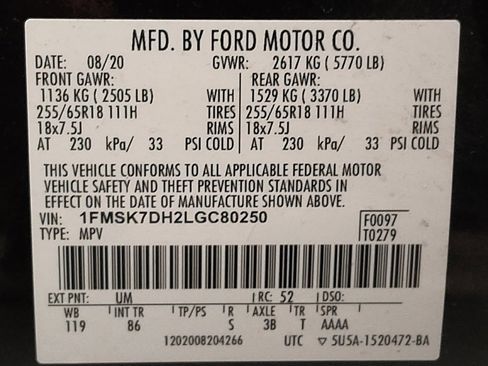 MFD. BY FORD MOTOR CO.
DATE: 08/20 GVWR: 2617 KG ( 5770 LB)
FRONT GAWR: REAR GAWR:
1136 KG ( 2505 LB) WITH 1529 KG ( 3370 LB) WITH
255/65R18 111H TIRES 255/65R18 111H TIRES
18x7.5J RIMS 18x7.5J RIMS
AT 230 kPa/ 33 PSI COLD AT 230 kPa/ 33 PSI COLD
THIS VEHICLE CONFORMS TO ALL APPLICABLE FEDERAL MOTOR
VEHICLE SAFETY AND THEFT PREVENTION STANDARDS IN
EFFECT ON THE DATE OF MANUFACTURE SHOWN ABOVE.
VIN: 1FMSK7DH2LGC80250 F0097
TYPE: MPV T0279
EXT PNT: UM RC: 52 DSO:
WB INT TR TP/PS R AXLE TR SPR
119 86 S 3B T AAAA
1202008204266 UTC ▽ 5U5A-1520472-BA